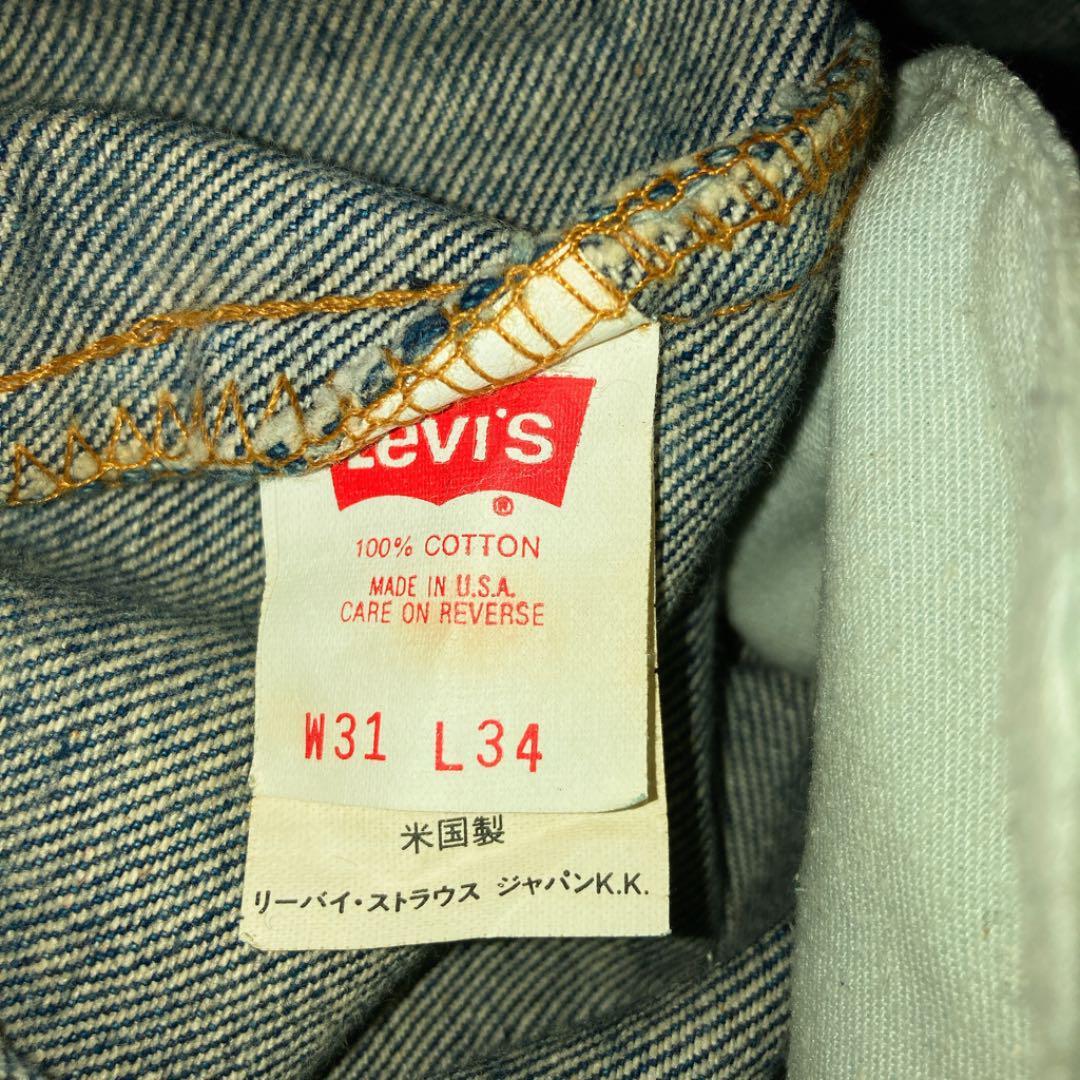 Levi's
®
100% COTTON
MADE IN U.S.A.
CARE ON REVERSE
W31 L34
米国製
リーバイ・ストラウス ジャパンK.K.